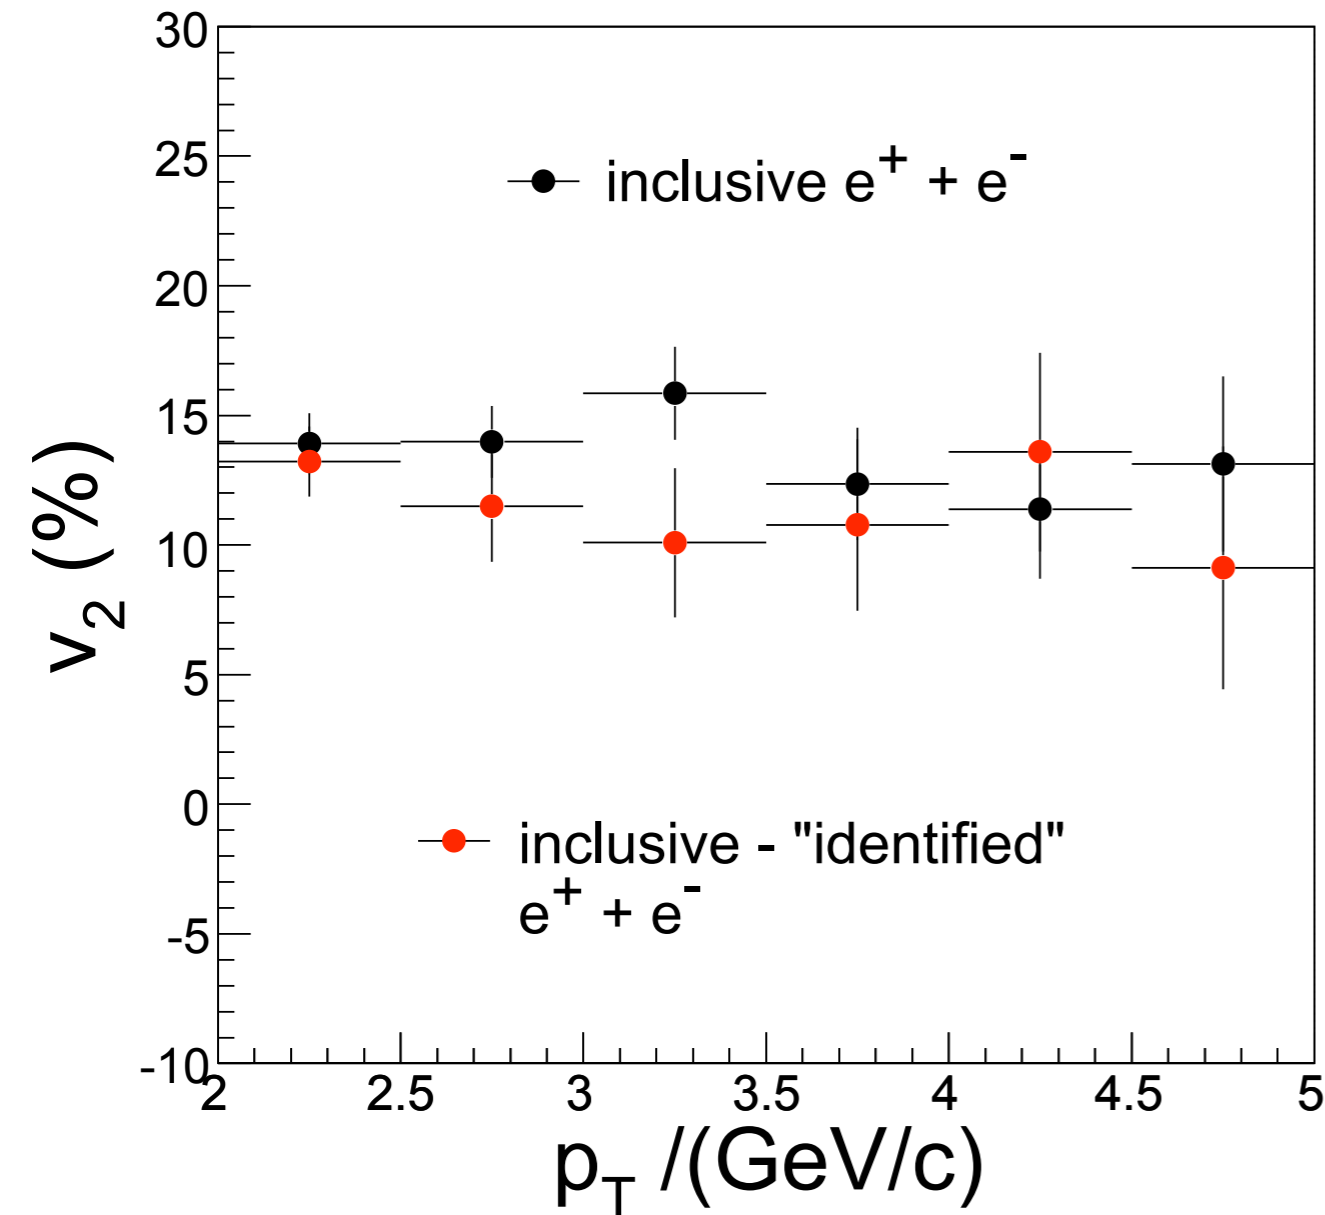 30
25
20
15
10
5
0
-5
-10
v2 (%)
inclusive e+ + e-
inclusive - "identified"
e+ + e-
2 2.5 3 3.5 4 4.5 5
pT /(GeV/c)